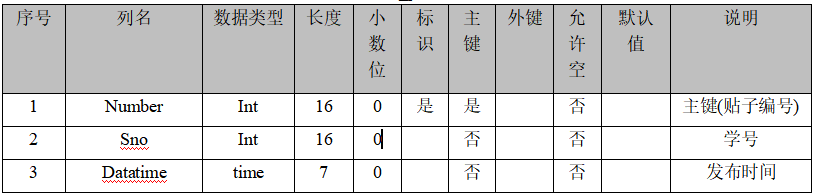 序号 列名 数据类型 长度 小数位 标识 主键 外键 允许空 默认值 说明
1 Number Int 16 0 是 是 否 主键(贴子编号)
2 Sno Int 16 0 否 否 学号
3 Datatime time 7 0 否 否 发布时间